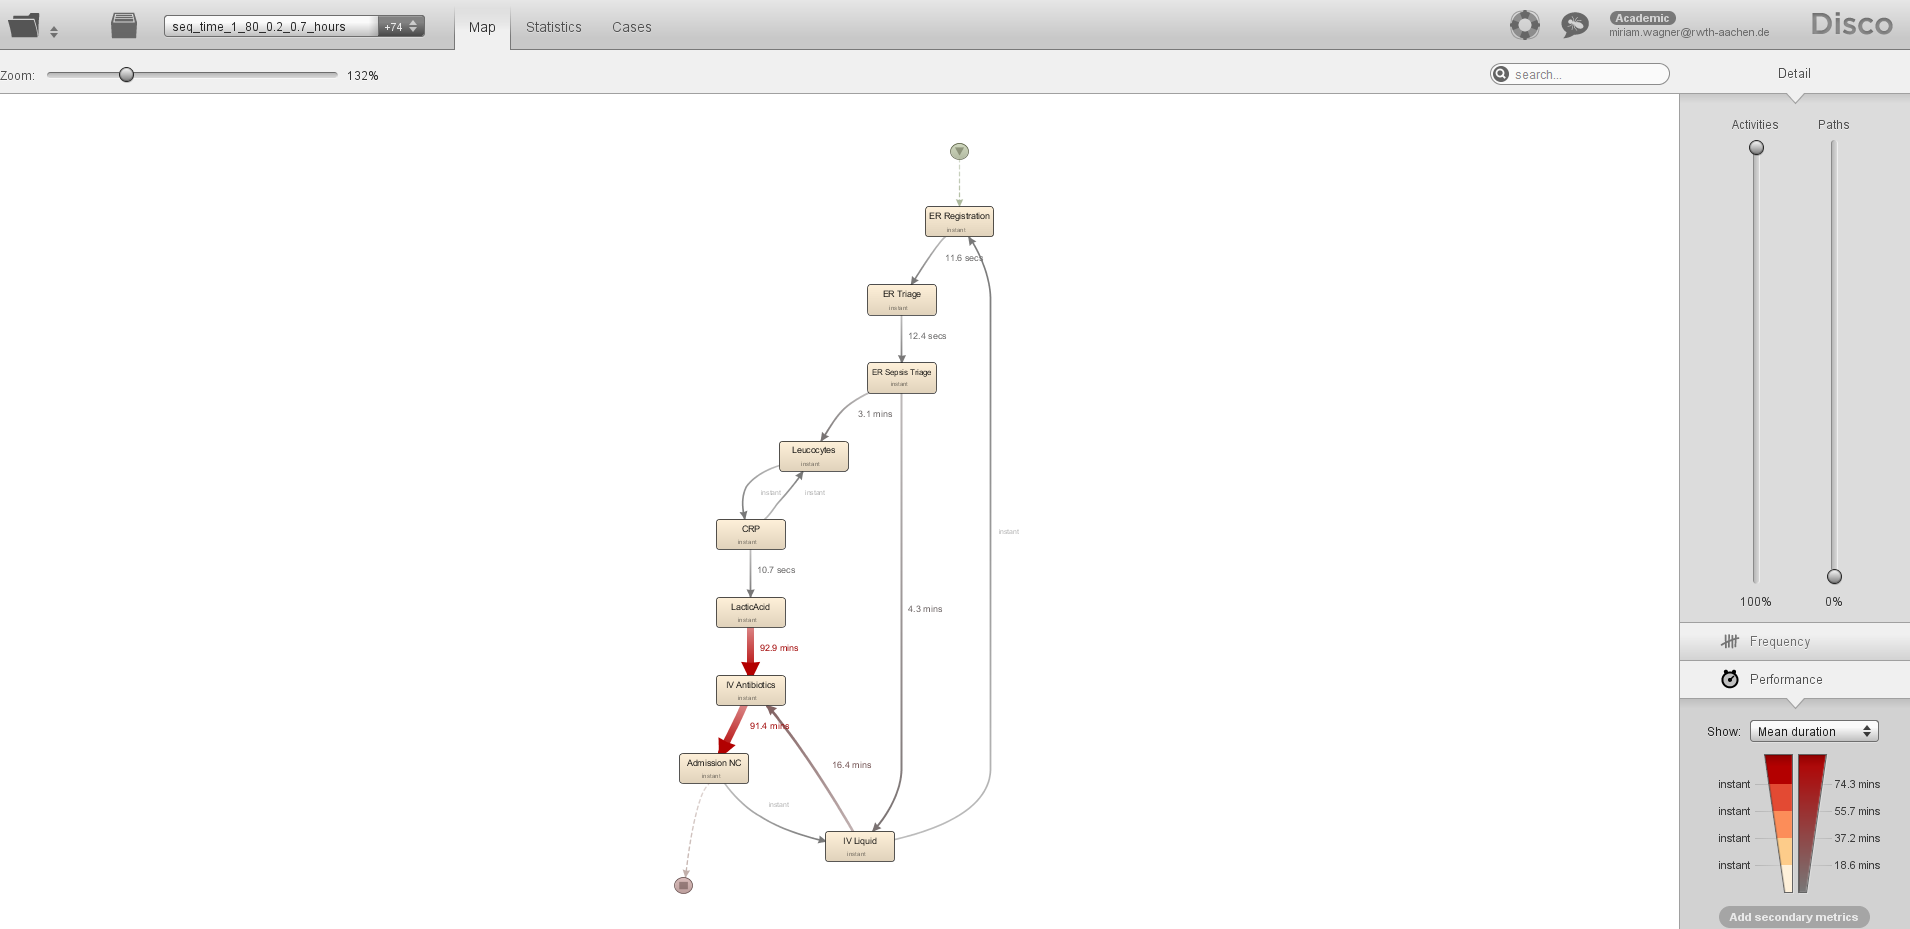 seq_time_1_80_0.2_0.7_hours
+74
Map
Statistics
Cases
Academic
miriam.wagner@rwth-aachen.de
Disco
Zoom:
132%
search...
Detail
Activities
Paths
ER Registration
instant
11.6 secs
ER Triage
instant
12.4 secs
ER Sepsis Triage
instant
3.1 mins
Leucocytes
instant
instant
instant
CRP
instant
instant
10.7 secs
LacticAcid
instant
4.3 mins
92.9 mins
IV Antibiotics
instant
91.4 mins
Admission NC
instant
16.4 mins
instant
IV Liquid
instant
100%
0%
Frequency
Performance
Show:
Mean duration
instant
74.3 mins
instant
55.7 mins
instant
37.2 mins
instant
18.6 mins
Add secondary metrics